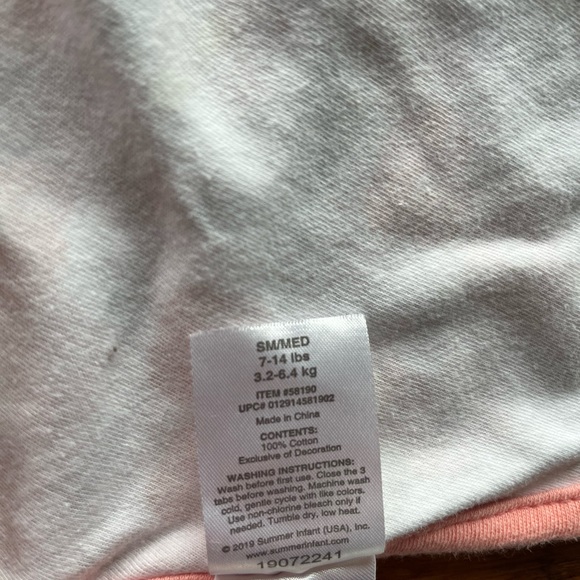 SM/MED
7-14 lbs
3.2-6.4 kg
ITEM #58190
UPC# 012914581902
Made in China
CONTENTS:
100% Cotton
Exclusive of Decoration
WASHING INSTRUCTIONS:
Wash before first use. Close the 3
tabs before washing. Machine wash
cold, gentle cycle with like colors.
Use non-chlorine bleach only if
needed. Tumble dry, low heat.
© 2019 Summer Infant (USA), Inc.
www.summerinfant.com
19072241